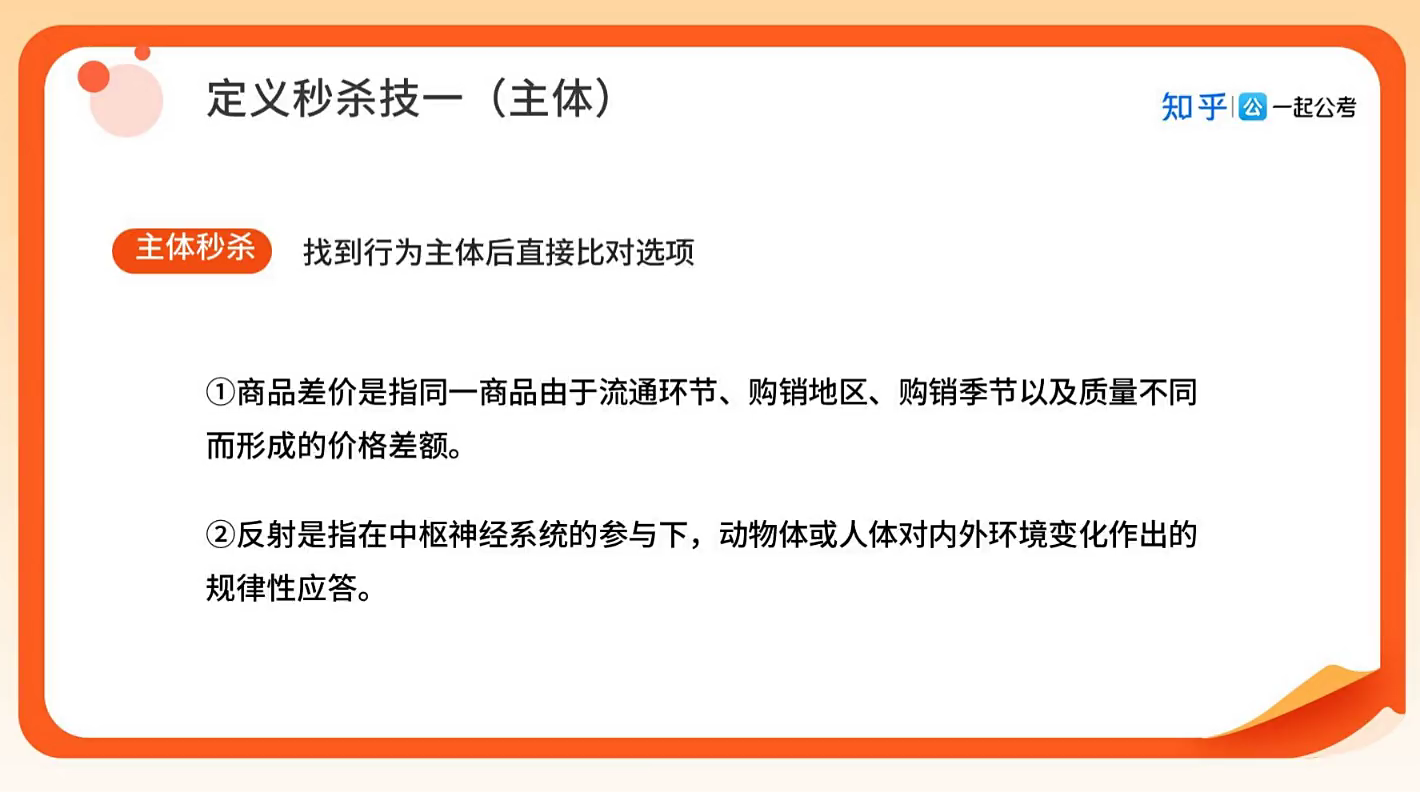 定义秒杀技一（主体）
知乎 公 一起公考
主体秒杀 找到行为主体后直接比对选项
①商品差价是指同一商品由于流通环节、购销地区、购销季节以及质量不同
而形成的价格差额。
②反射是指在中枢神经系统的参与下，动物体或人体对内外环境变化作出的
规律性应答。